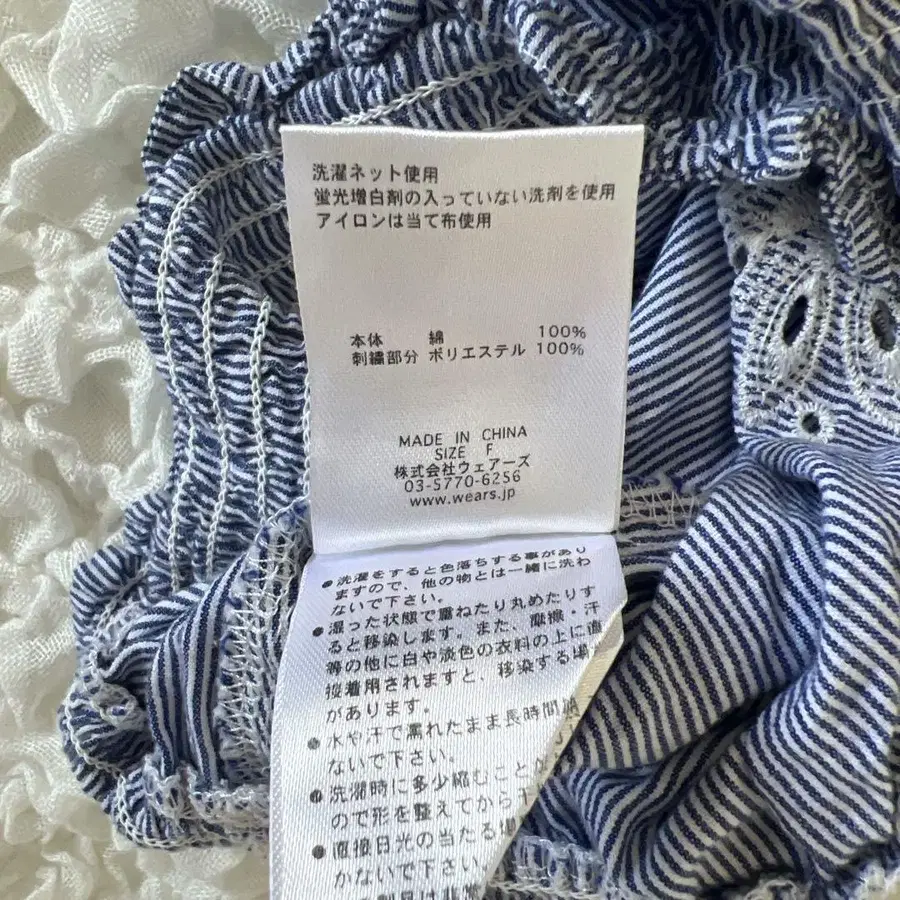 洗濯ネット使用
蛍光増白剤の入っていない洗剤を使用
アイロンは当て布使用
本体 綿 100%
刺繍部分 ポリエステル 100%
MADE IN CHINA
SIZE F
株式会社ウェアーズ
03-5770-6256
www.wears.jp
●洗濯をすると色落ちする事があり
ますので、他の物とは一緒に洗わ
ないで下さい。
●湿った状態で重ねたり丸めたりす
ると移染します。また、摩擦・汗
等の他に白や淡色の衣料の上に直
接着用されますと、移染する場
があります。
●水や汗で濡れたまま長時間
ないで下さい。
●洗濯時に多少縮むことが
ので形を整えてから干
●直接日光の当たる場
かないで下さい。
製品は非常